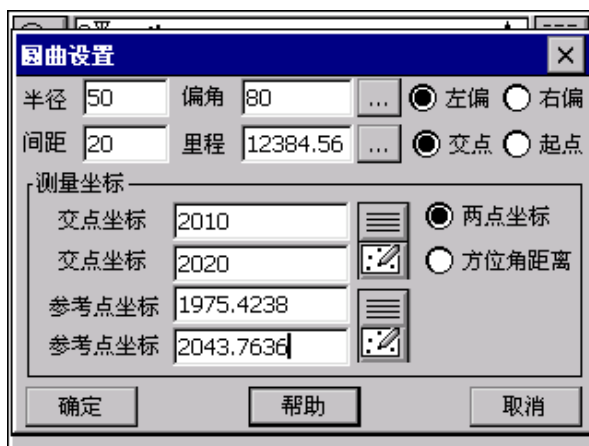 圆曲设置
半径 50 偏角 80 ... 左偏 右偏
间距 20 里程 12384.56 ... 交点 起点
测量坐标
交点坐标 2010 两点坐标
交点坐标 2020 方位角距离
参考点坐标 1975.4238
参考点坐标 2043.7636
确定 帮助 取消